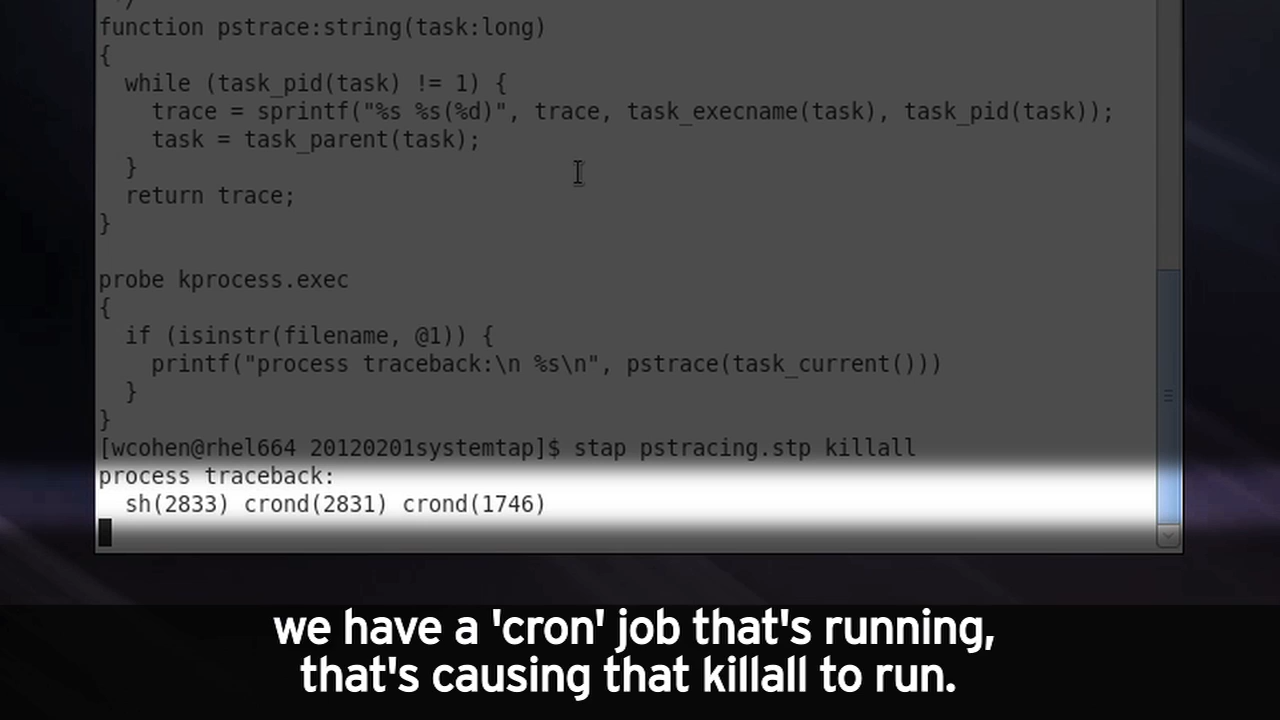 */
function pstrace:string(task:long)
{
  while (task_pid(task) != 1) {
    trace = sprintf("%s %s(%d)", trace, task_execname(task), task_pid(task));
    task = task_parent(task);
  }
  return trace;
}
probe kprocess.exec
{
  if (isinstr(filename, @1)) {
    printf("process traceback:\n %s\n", pstrace(task_current()))
  }
}
[wcohen@rhel664 20120201systemtap]$ stap pstracing.stp killall
process traceback:
  sh(2833) crond(2831) crond(1746)
we have a 'cron' job that's running,
that's causing that killall to run.